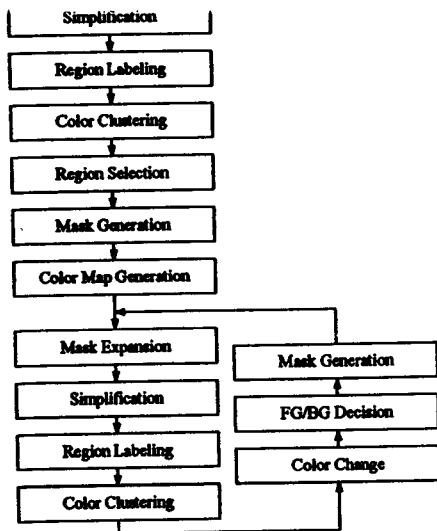 Simplification
Region Labeling
Color Clustering
Region Selection
Mask Generation
Color Map Generation
Mask Expansion
Simplification
Region Labeling
Color Clustering
Mask Generation
FG/BG Decision
Color Change